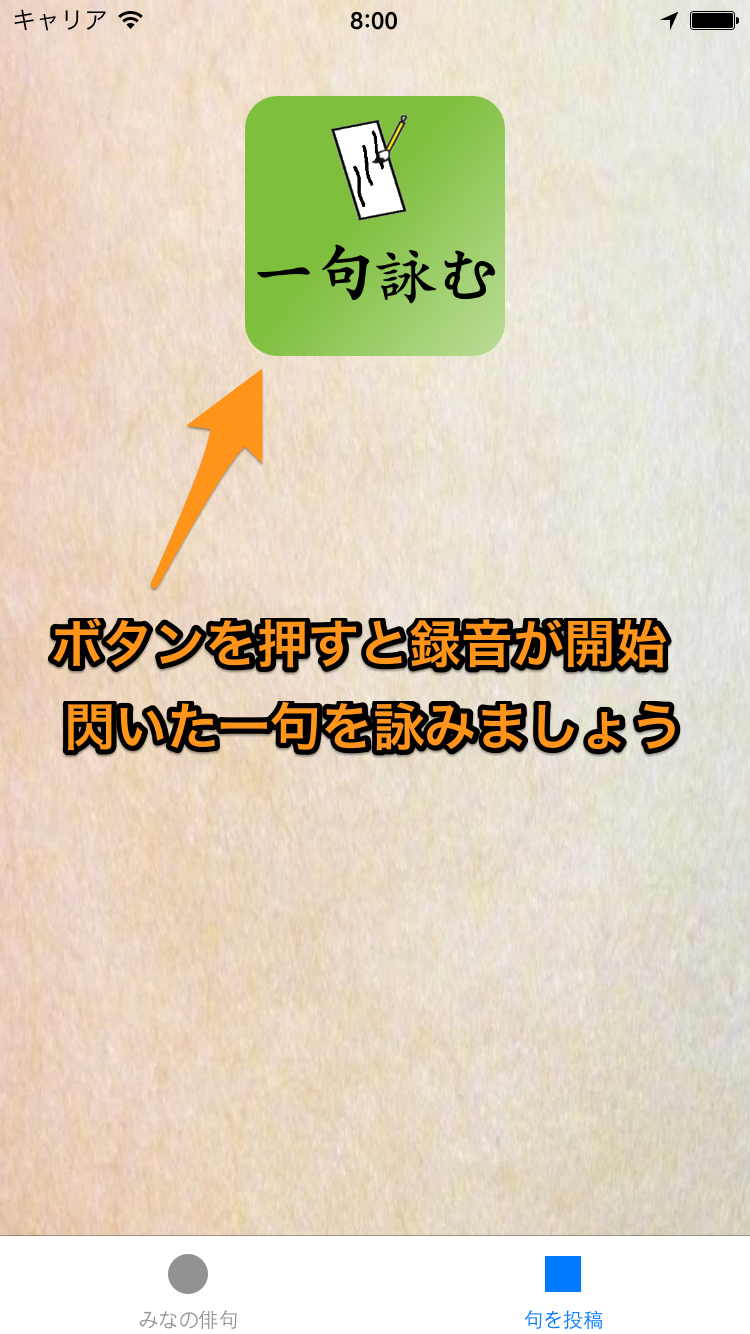 キャリア 8:00
一句詠む
ボタンを押すと録音が開始
閃いた一句を詠みましょう
みなの俳句 句を投稿